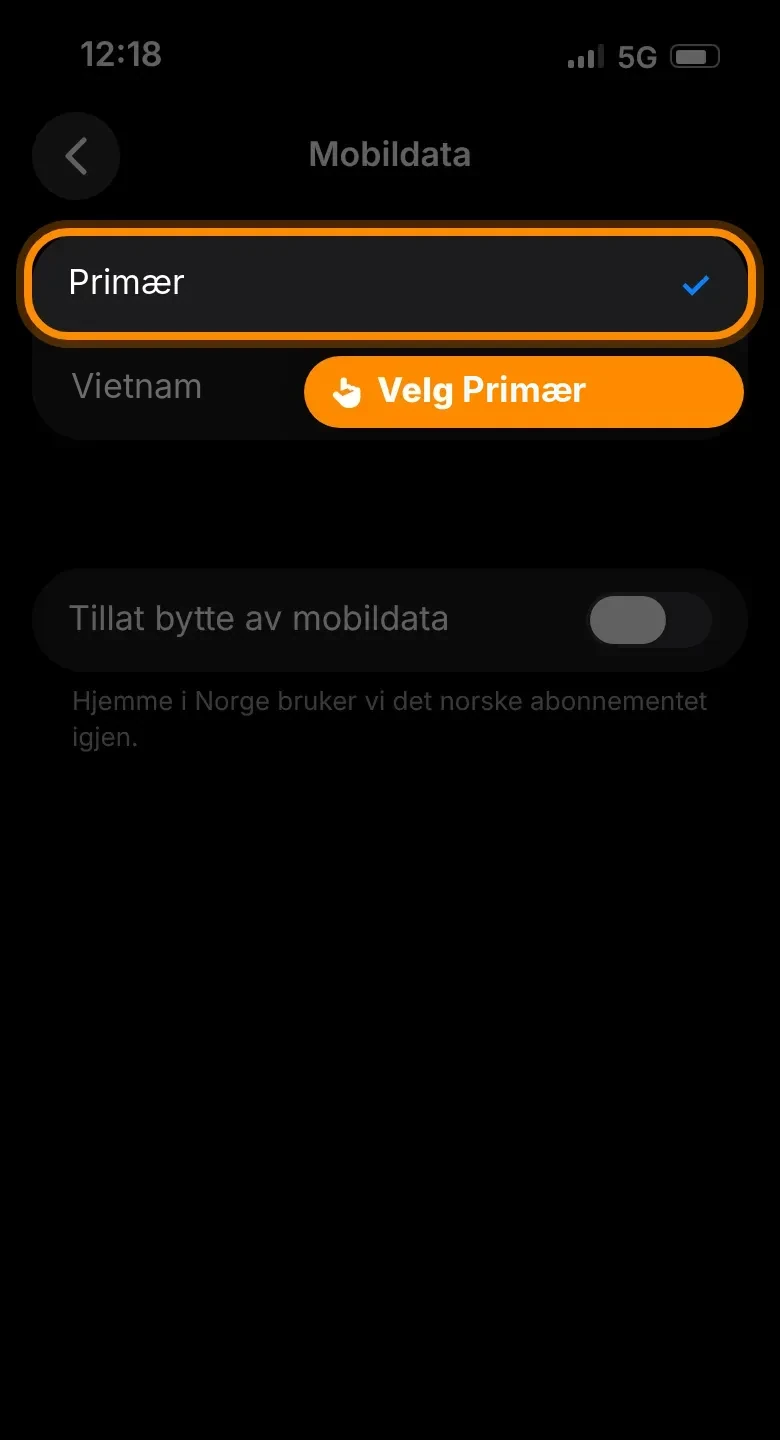 12:18
5G
Mobildata
Primær
Vietnam
Velg Primær
Tillat bytte av mobildata
Hjemme i Norge bruker vi det norske abonnementet
igjen.